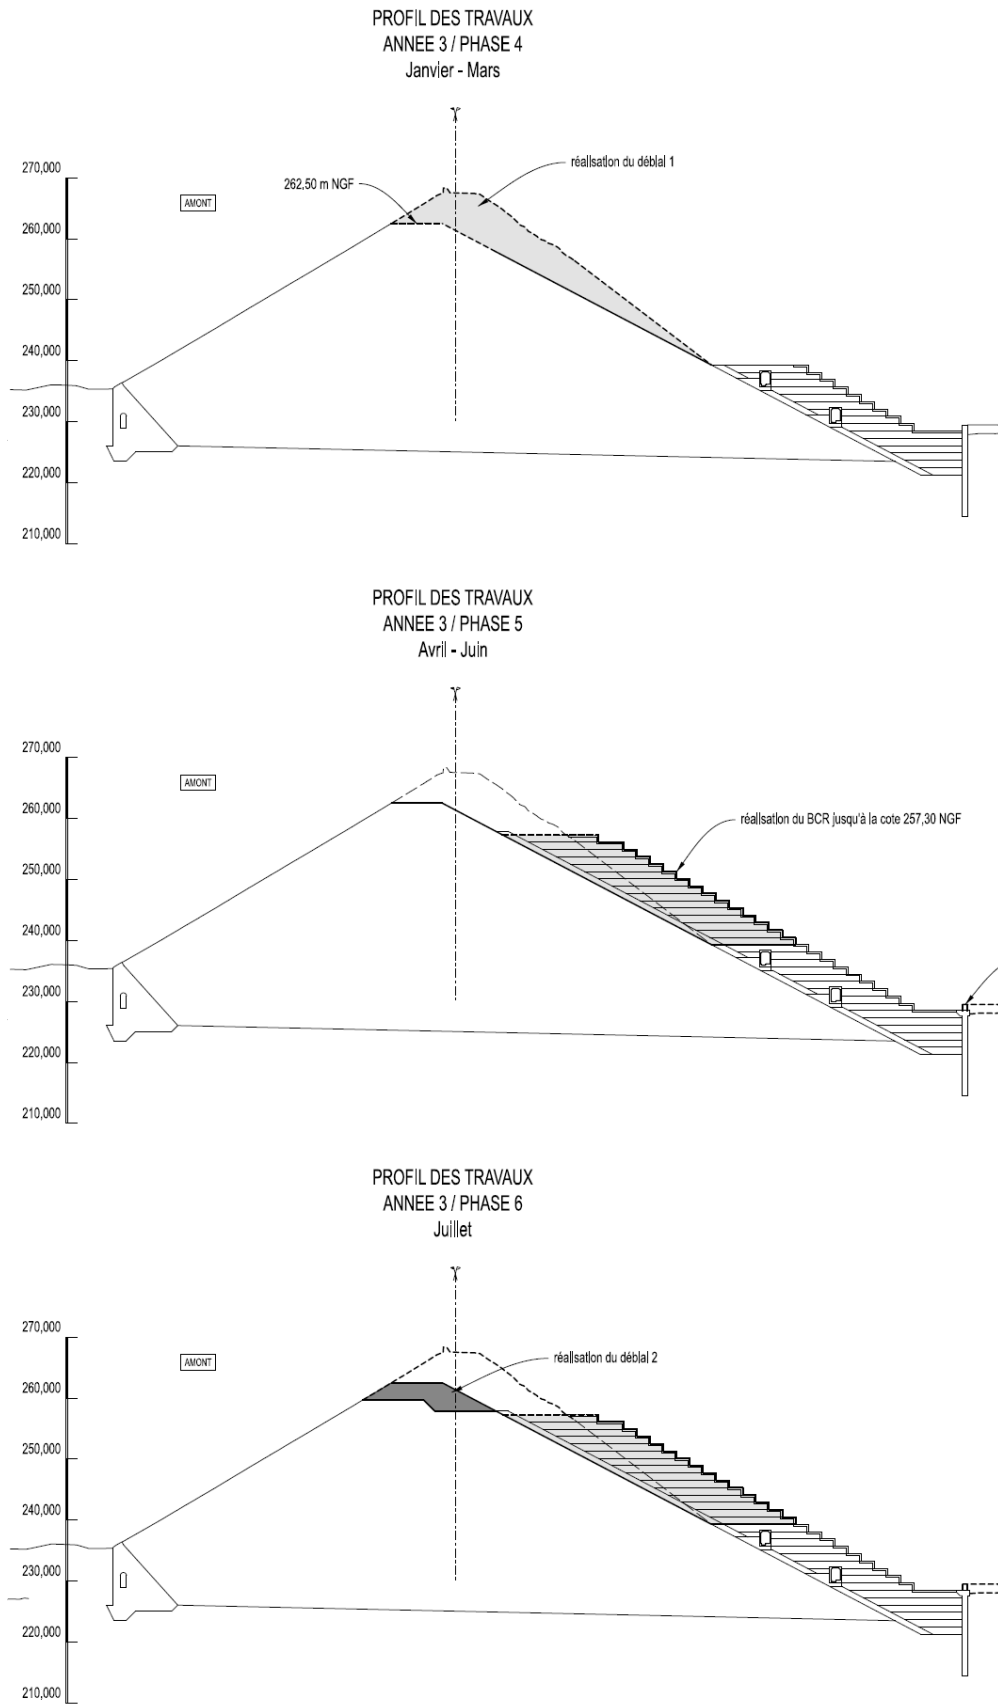 PROFIL DES TRAVAUX
ANNEE 3 / PHASE 4
Janvier - Mars
270,000
260,000
250,000
240,000
230,000
220,000
210,000
AMONT
262,50 m NGF
réalisation du déblai 1
PROFIL DES TRAVAUX
ANNEE 3 / PHASE 5
Avril - Juin
270,000
260,000
250,000
240,000
230,000
220,000
210,000
AMONT
réalisation du BCR jusqu'à la cote 257,30 NGF
PROFIL DES TRAVAUX
ANNEE 3 / PHASE 6
Juillet
270,000
260,000
250,000
240,000
230,000
220,000
210,000
AMONT
réalisation du déblai 2